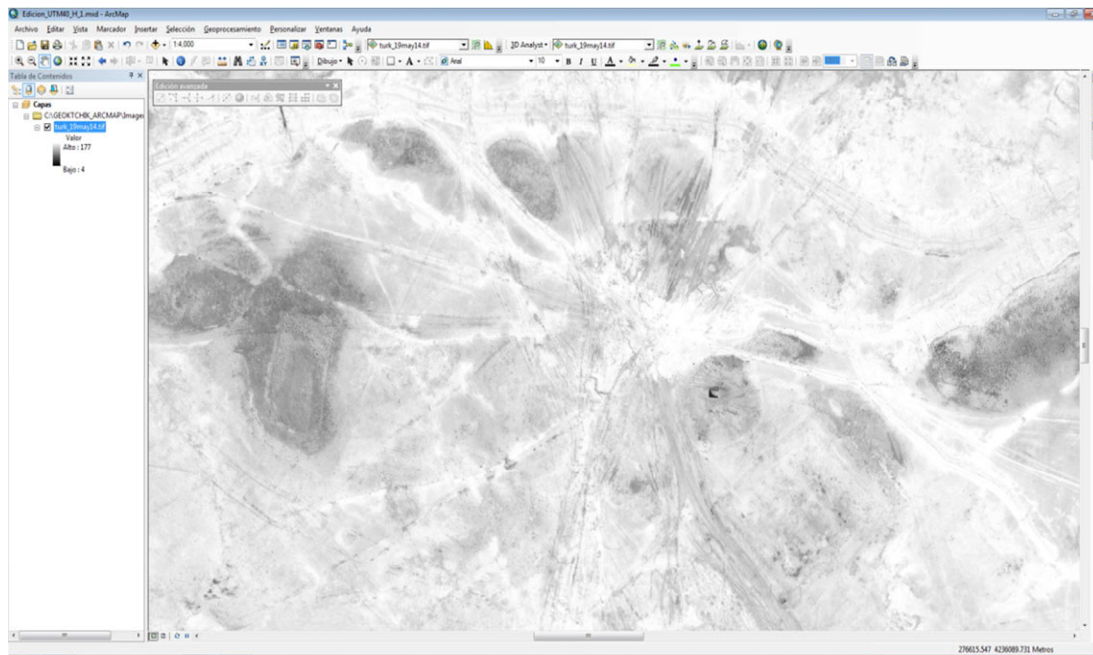 Edicion_UTM40_H_1.mxd - ArcMap
Archivo Editar Vista Marcador Insertar Selección Geoprocesamiento Personalizar Ventanas Ayuda
1:4,000 turk_19may14.tif 3D Analyst turk_19may14.tif
Dibujo A Arial 10 B I U A
Tabla de Contenidos
Edición avanzada
Capas
C:\GEOKTCHIK_ARCMAP\Image
turk_19may14.tif
Valor
Alto : 177
Bajo : 4
276615.547 4236089.731 Metros